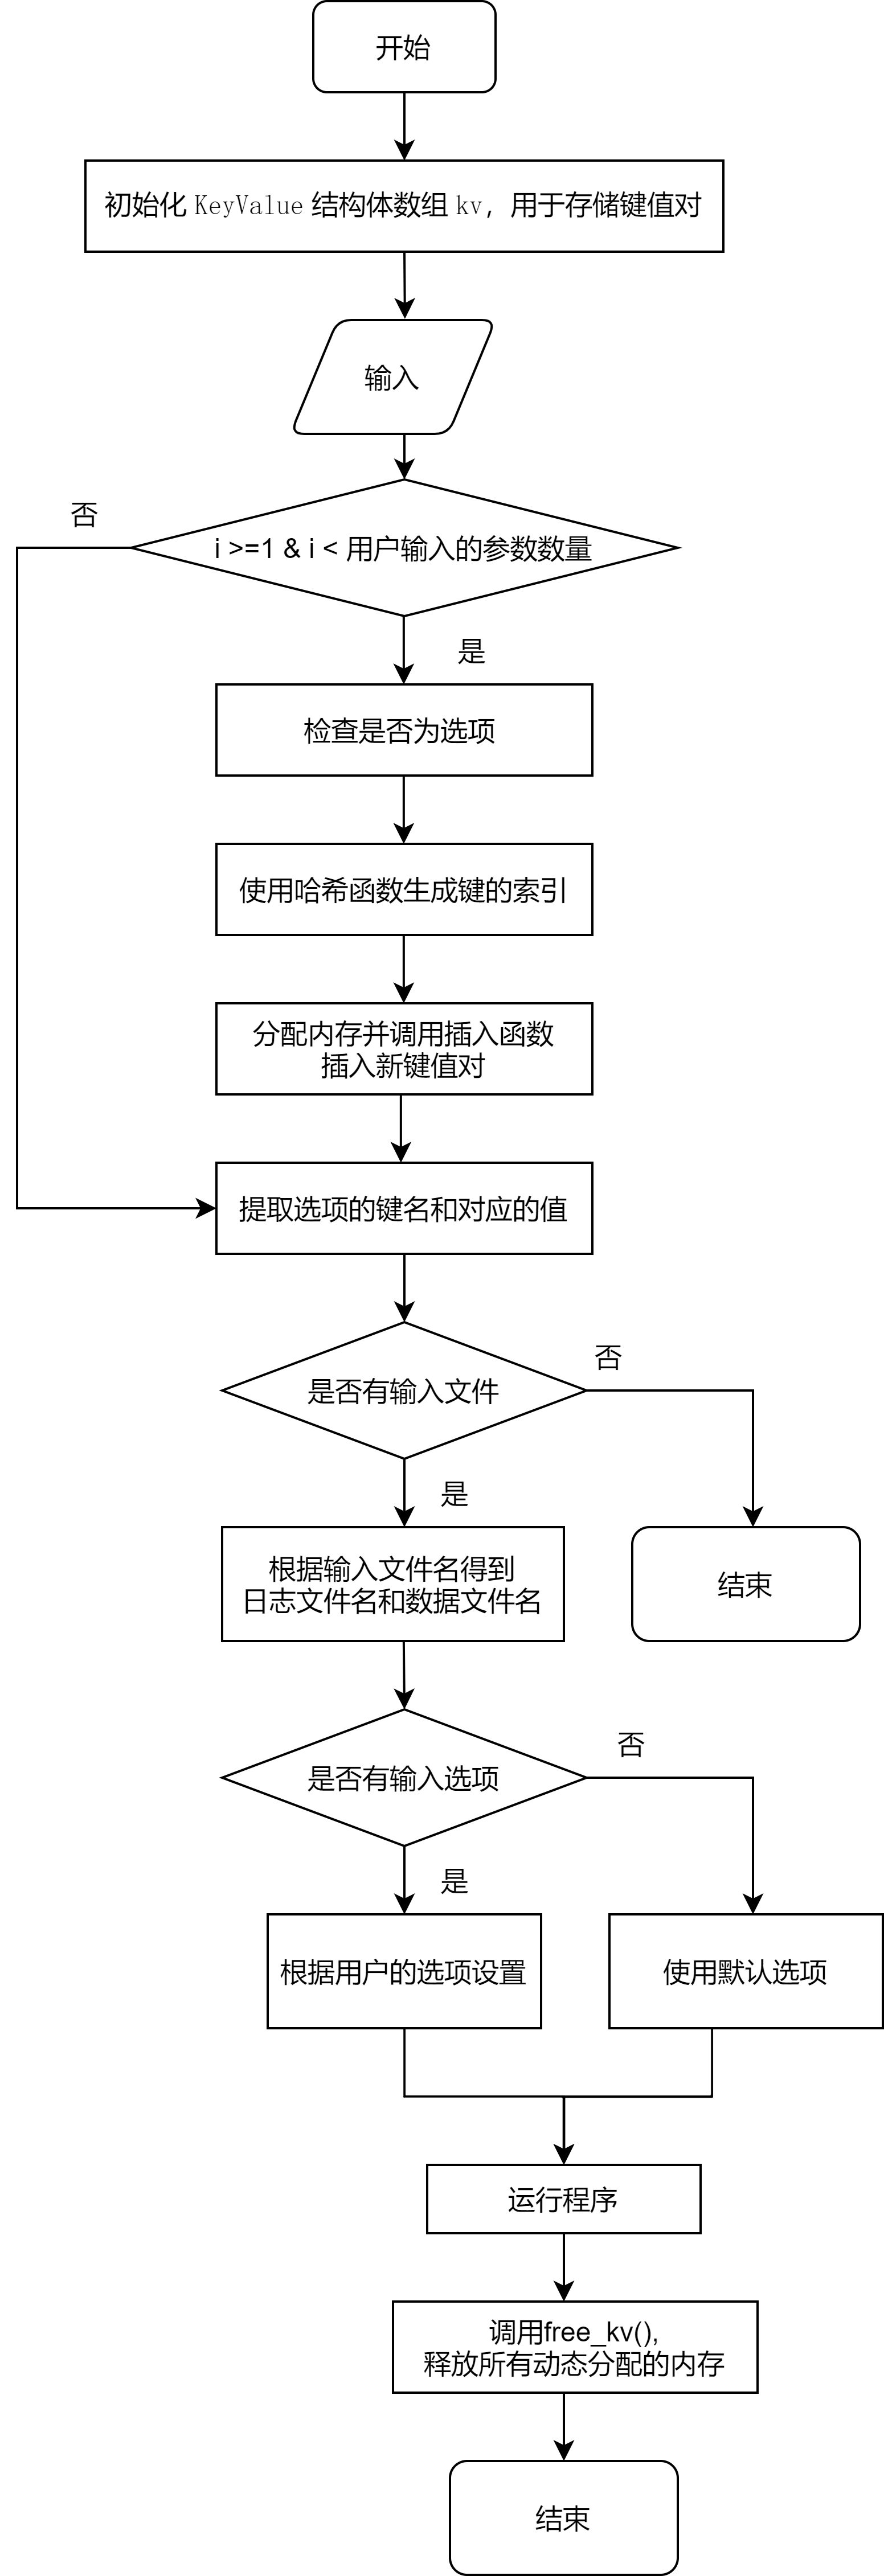 开始
初始化 KeyValue 结构体数组 kv，用于存储键值对
输入
否
i >=1 & i < 用户输入的参数数量
是
检查是否为选项
使用哈希函数生成键的索引
分配内存并调用插入函数
插入新键值对
提取选项的键名和对应的值
否
是否有输入文件
是
根据输入文件名得到
日志文件名和数据文件名
结束
否
是否有输入选项
是
根据用户的选项设置
使用默认选项
运行程序
调用free_kv(),
释放所有动态分配的内存
结束